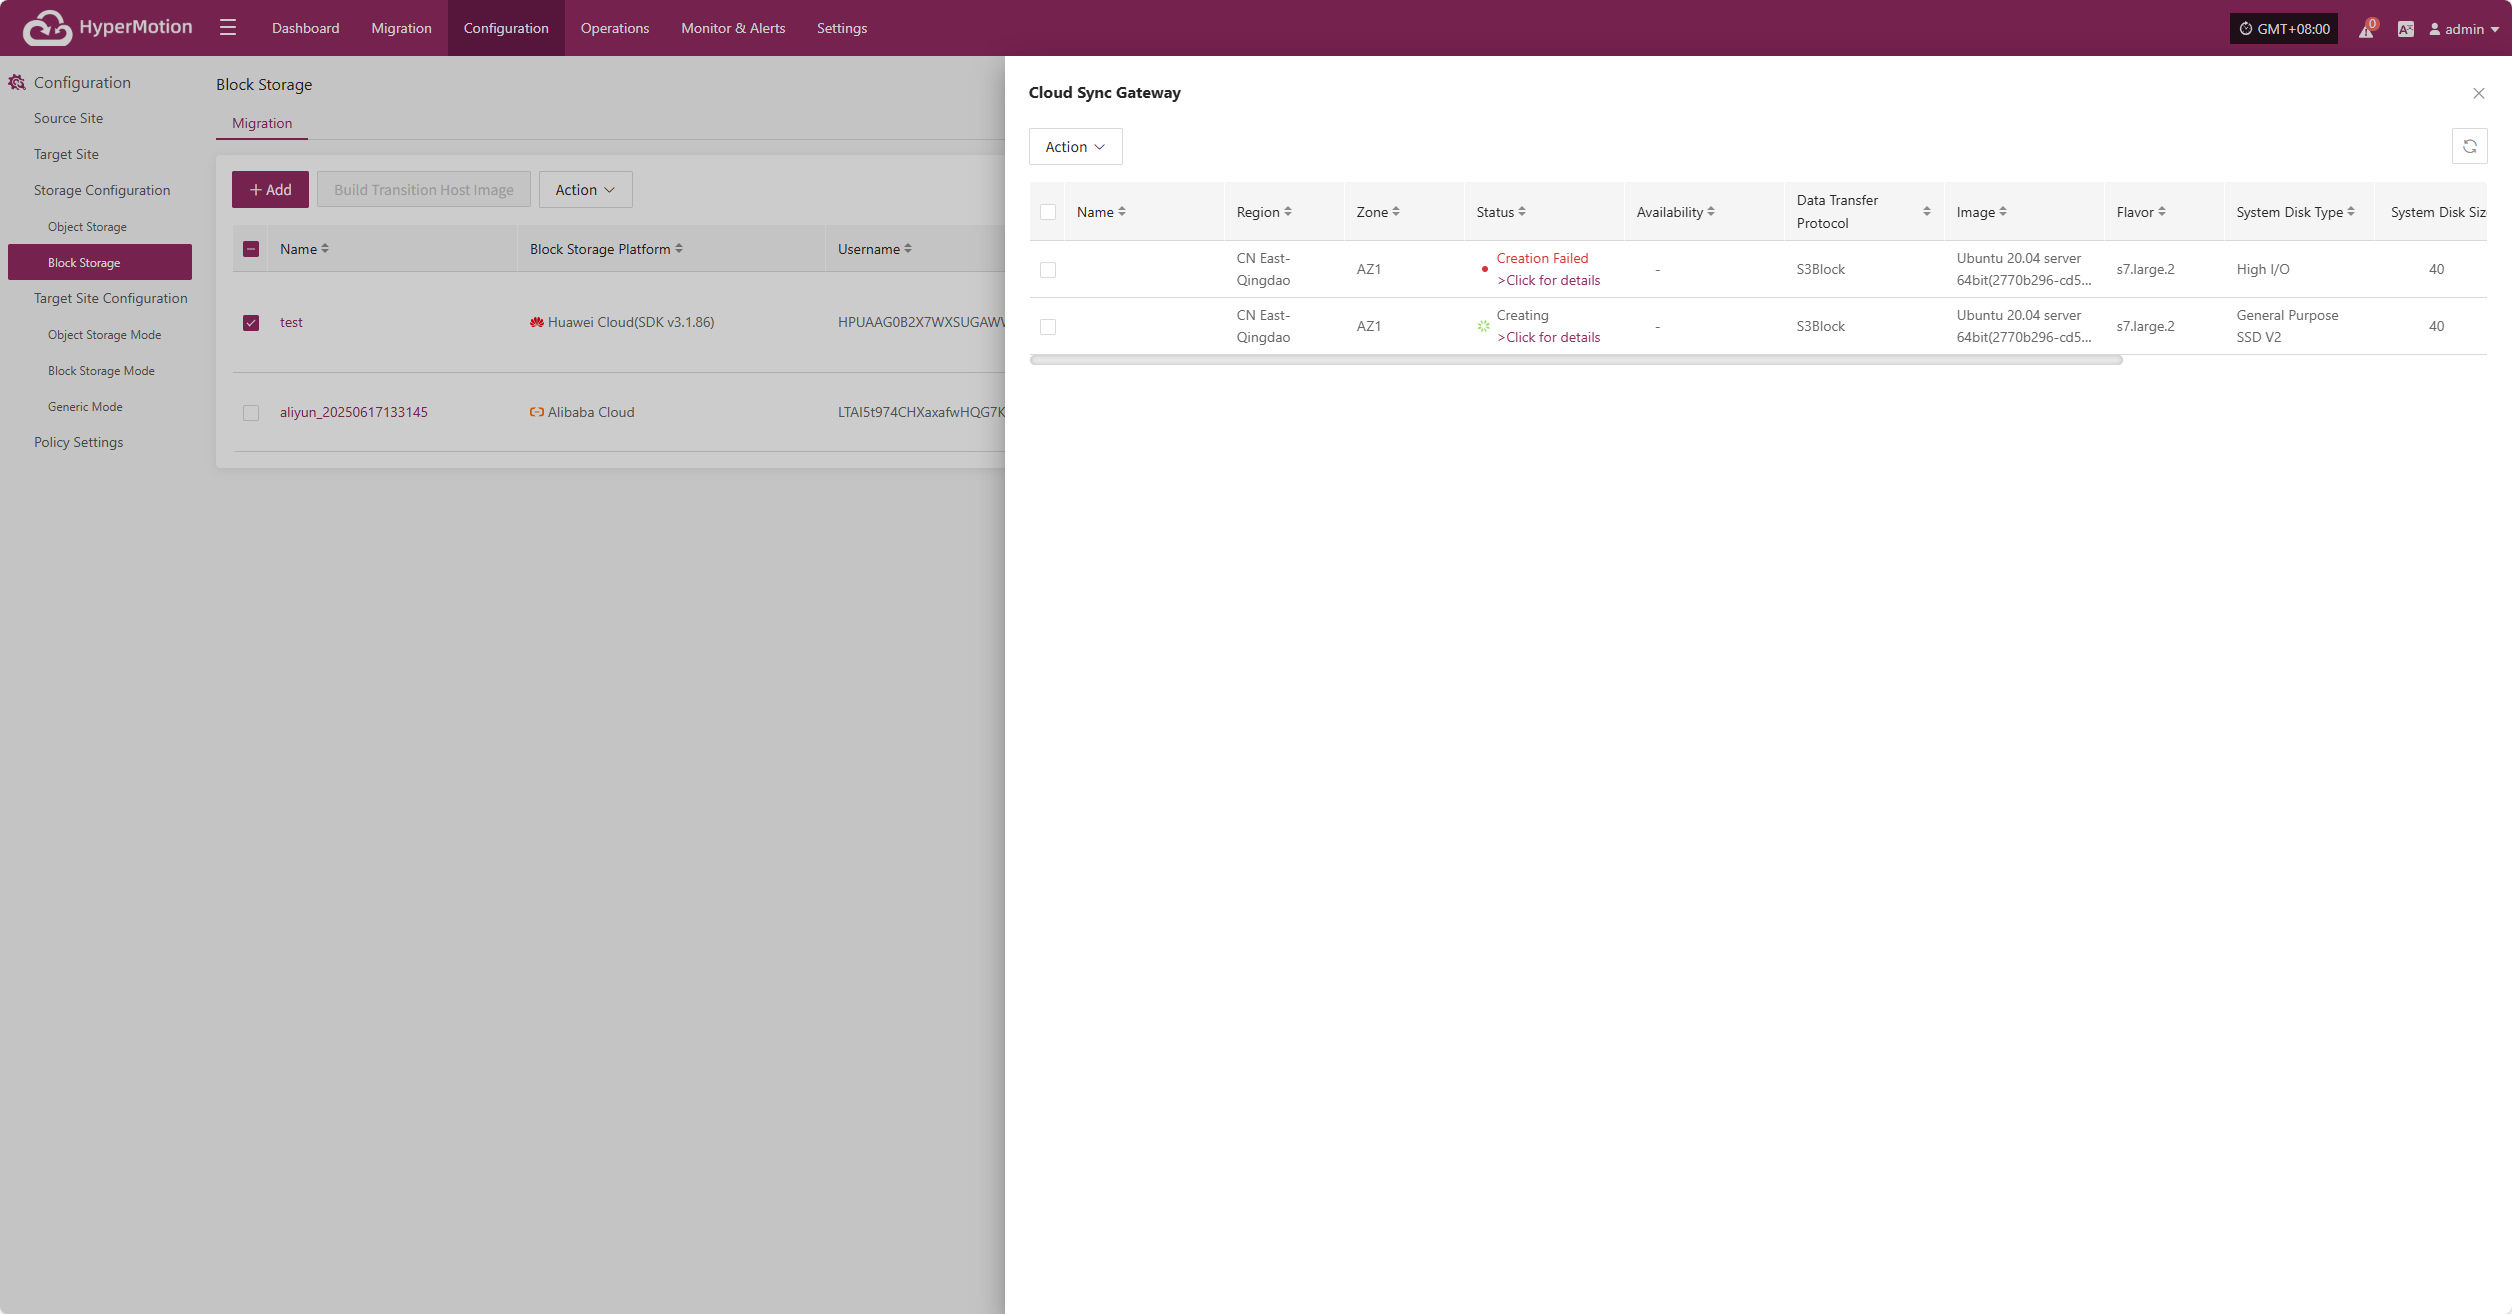 HyperMotion
Dashboard
Migration
Configuration
Operations
Monitor & Alerts
Settings
GMT+08:00
0
admin
Configuration
Source Site
Target Site
Storage Configuration
Object Storage
Block Storage
Target Site Configuration
Object Storage Mode
Block Storage Mode
Generic Mode
Policy Settings
Block Storage
Migration
Add
Build Transition Host Image
Action
Name
Block Storage Platform
Username
test
Huawei Cloud(SDK v3.1.86)
HPUAAG0B2X7WXSUGAW
aliyun_20250617133145
Alibaba Cloud
LTAI5t974CHXaxafwHQG7K
Cloud Sync Gateway
Action
Name
Region
Zone
Status
Availability
Data Transfer
Protocol
Image
Flavor
System Disk Type
System Disk Siz
CN East-
Qingdao
AZ1
Creation Failed
>Click for details
-
S3Block
Ubuntu 20.04 server
64bit(2770b296-cd5...
s7.large.2
High I/O
40
CN East-
Qingdao
AZ1
Creating
>Click for details
-
S3Block
Ubuntu 20.04 server
64bit(2770b296-cd5...
s7.large.2
General Purpose
SSD V2
40